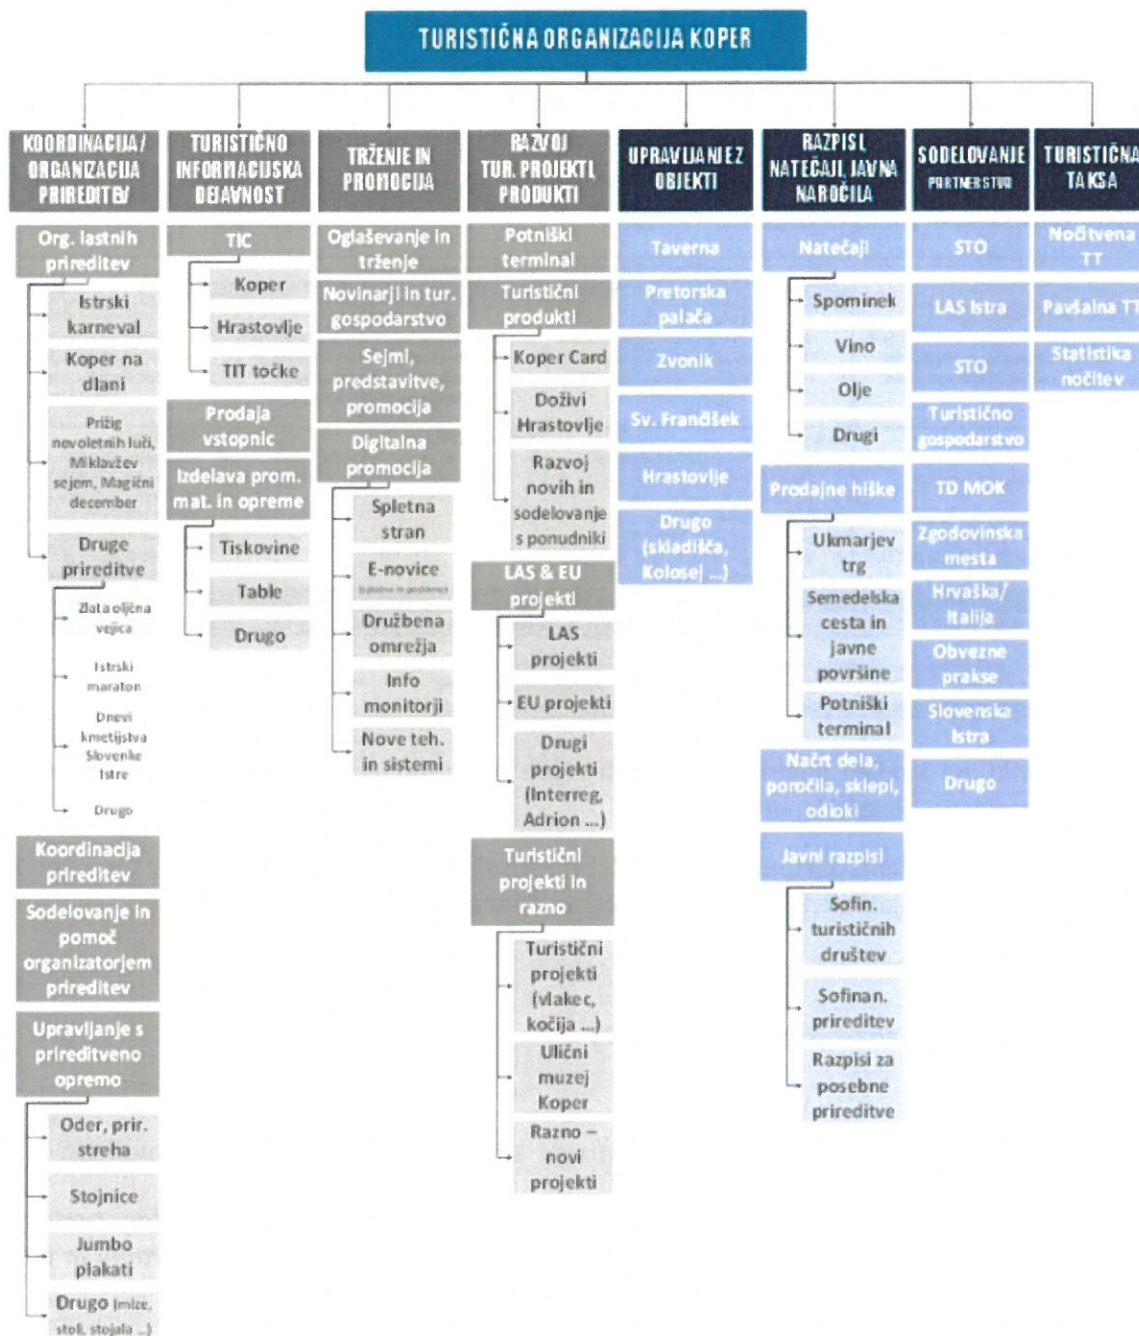 TURISTIČNA ORGANIZACIJA KOPER
KOORDINACIJA/
ORGANIZACIJA
PRIREDITEV
Org. lastnih
prireditev
Istrski
karneval
Koper na
dlani
Prižig
novoletnih luči,
Miklavžev
sejem, Magični
december
Druge
prireditve
Zlata oljčna
vejica
Istrski
maraton
Dnevi
kmetijstva
Slovenke
Istre
Drugo
Koordinacija
prireditev
Sodelovanje in
pomoč
organizatorjem
prireditev
Upravljanje s
prireditveno
opremo
Oder, prir.
streha
Stojnice
Jumbo
plakati
Drugo (mize,
stoli, stojala ...)
TURISTIČNO
INFORMACIJSKA
DEJAVNOST
TIC
Koper
Hrastovlje
TIT točke
Prodaja
vstopnic
Izdelava prom.
mat. in opreme
Tiskovine
Table
Drugo
TRŽENJE IN
PROMOCIJA
Oglaševanje in
trženje
Novinarji in tur.
gospodarstvo
Sejmi,
predstavitve,
promocija
Digitalna
promocija
Spletna
stran
E-novice
Družbena
omrežja
Info
monitorji
Nove teh.
in sistemi
RAZVOJ
TUR. PROJEKTI,
PRODUKTI
Potniški
terminal
Turistični
produkti
Koper Card
Doživi
Hrastovlje
Razvoj
novih in
sodelovanje
s ponudniki
LAS & EU
projekti
LAS
projekti
EU projekti
Drugi
projekti
(Interreg,
Adrion ...)
Turistični
projekti in
razno
Turistični
projekti
(vlakec,
kočija ...)
Ulični
muzej
Koper
Razno –
novi
projekti
UPRAVLJANJE Z
OBJEKTI
Taverna
Pretorska
palača
Zvonik
Sv. Frančišek
Hrastovlje
Drugo
(skladišča,
Kolosej ...)
RAZPISI,
NATEČAJI, JAVNA
NAROČILA
Natečaji
Spominek
Vino
Olje
Drugi
Prodajne hiške
Ukmarjev
trg
Semedelska
cesta in
javne
površine
Potniški
terminal
Načrt dela,
poročila, sklepi,
odloki
Javni razpisi
Sofin.
turističnih
društev
Sofinan.
prireditev
Razpisi za
posebne
prireditve
SODELOVANJE
PARTNERSTVO
STO
LAS Istra
STO
Turistično
gospodarstvo
TD MOK
Zgodovinska
mesta
Hrvaška/
Italija
Obvezne
prakse
Slovenska
Istra
Drugo
TURISTIČNA
TAKSA
Nočitvena
TT
Pavšalna TT
Statistika
nočitev